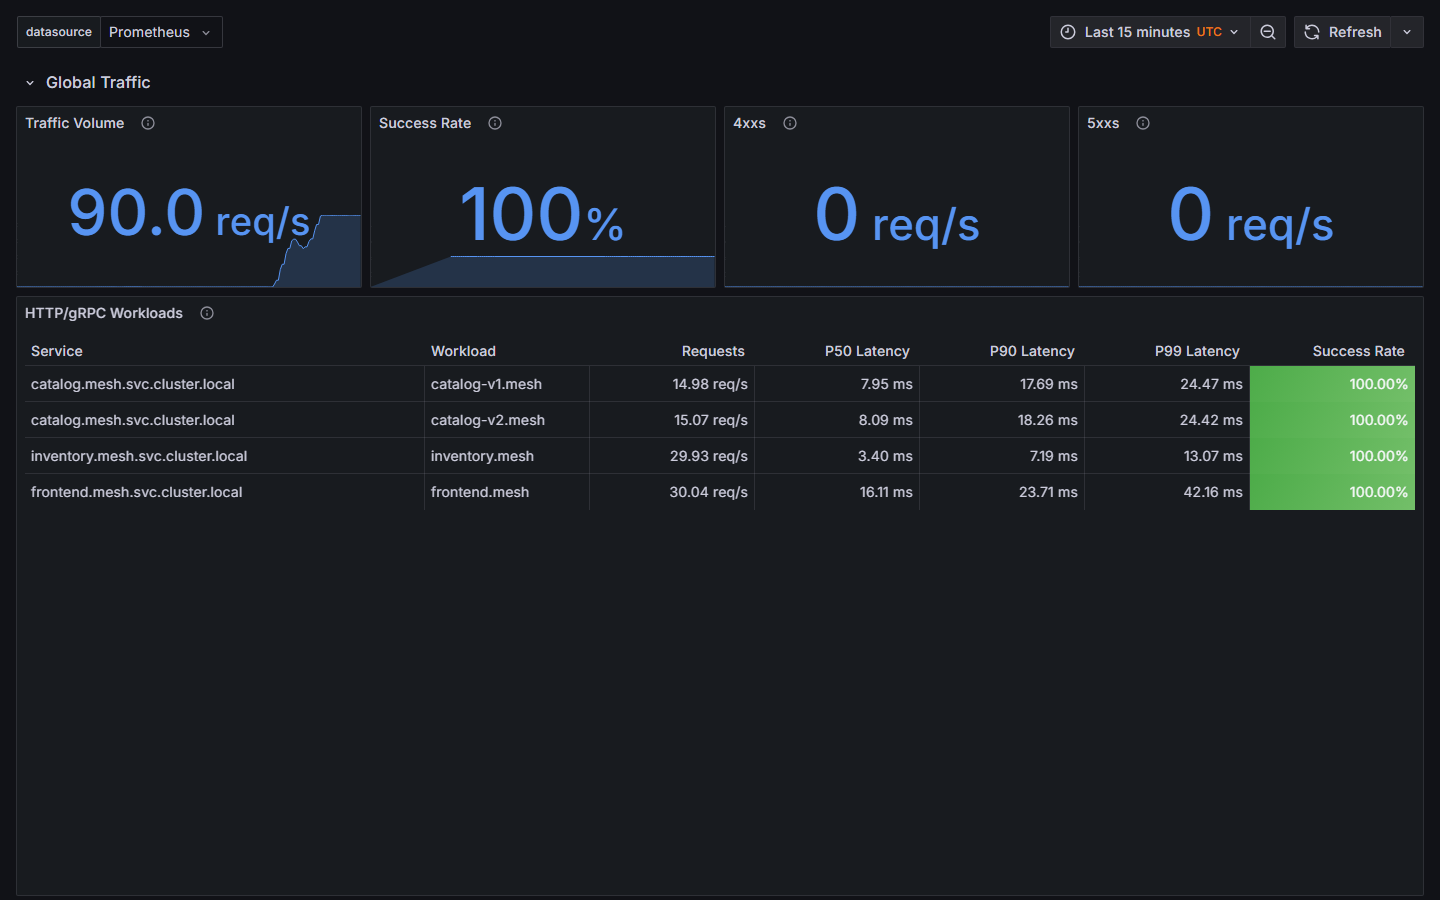 datasource Prometheus Last 15 minutes UTC Refresh
Global Traffic
Traffic Volume Success Rate 4xxs 5xxs
90.0 req/s 100% 0 req/s 0 req/s
HTTP/gRPC Workloads
Service Workload Requests P50 Latency P90 Latency P99 Latency Success Rate
catalog.mesh.svc.cluster.local catalog-v1.mesh 14.98 req/s 7.95 ms 17.69 ms 24.47 ms 100.00%
catalog.mesh.svc.cluster.local catalog-v2.mesh 15.07 req/s 8.09 ms 18.26 ms 24.42 ms 100.00%
inventory.mesh.svc.cluster.local inventory.mesh 29.93 req/s 3.40 ms 7.19 ms 13.07 ms 100.00%
frontend.mesh.svc.cluster.local frontend.mesh 30.04 req/s 16.11 ms 23.71 ms 42.16 ms 100.00%